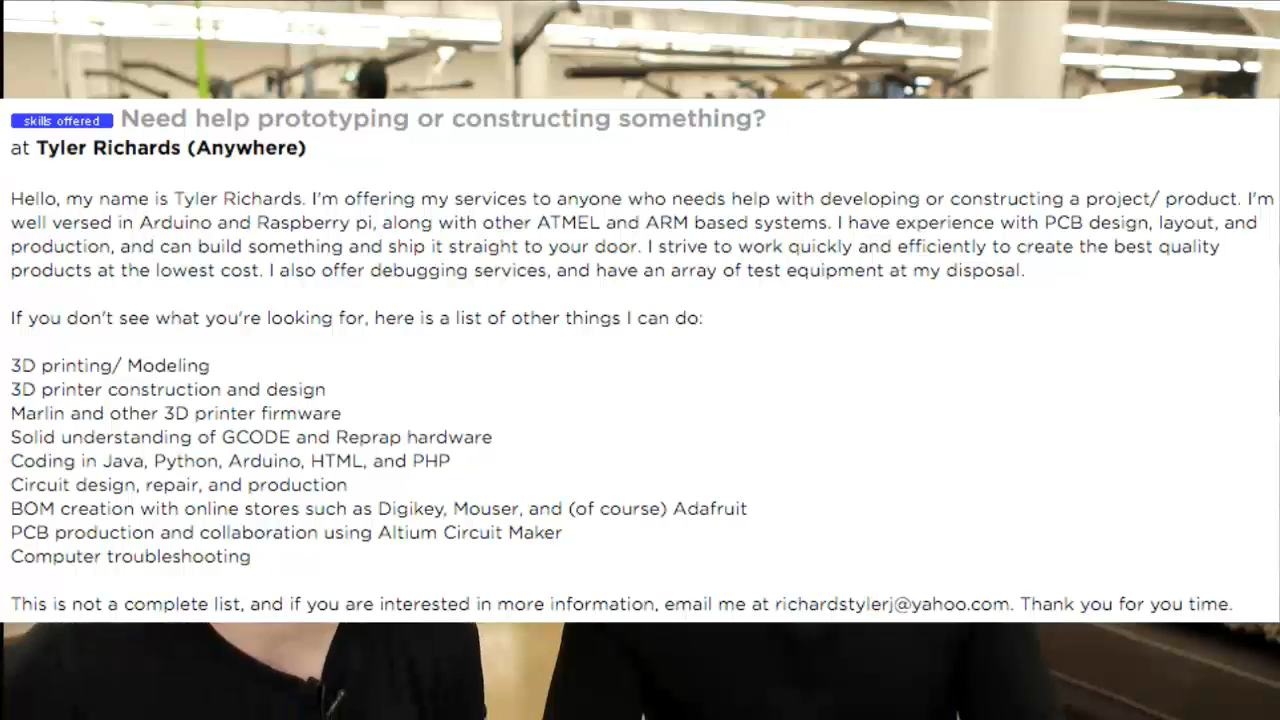 skills offered Need help prototyping or constructing something?
at Tyler Richards (Anywhere)
Hello, my name is Tyler Richards. I'm offering my services to anyone who needs help with developing or constructing a project/ product. I'm
well versed in Arduino and Raspberry pi, along with other ATMEL and ARM based systems. I have experience with PCB design, layout, and
production, and can build something and ship it straight to your door. I strive to work quickly and efficiently to create the best quality
products at the lowest cost. I also offer debugging services, and have an array of test equipment at my disposal.
If you don't see what you're looking for, here is a list of other things I can do:
3D printing/ Modeling
3D printer construction and design
Marlin and other 3D printer firmware
Solid understanding of GCODE and Reprap hardware
Coding in Java, Python, Arduino, HTML, and PHP
Circuit design, repair, and production
BOM creation with online stores such as Digikey, Mouser, and (of course) Adafruit
PCB production and collaboration using Altium Circuit Maker
Computer troubleshooting
This is not a complete list, and if you are interested in more information, email me at richardstylerj@yahoo.com. Thank you for you time.